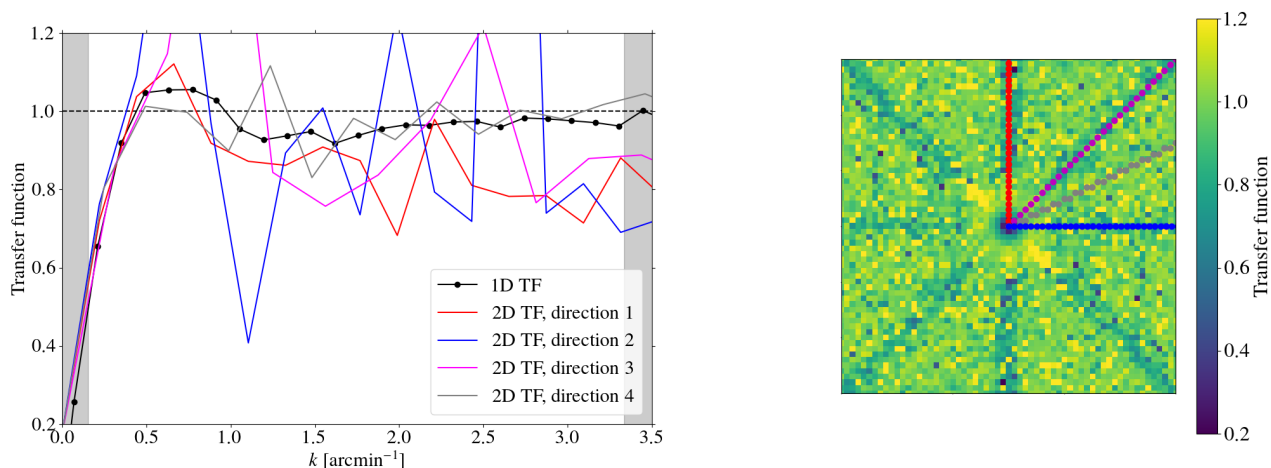 1.2
1.0
0.8
0.6
0.4
0.2
Transfer function
0.0
0.5
1.0
1.5
2.0
2.5
3.0
3.5
k [arcmin⁻¹]
1D TF
2D TF, direction 1
2D TF, direction 2
2D TF, direction 3
2D TF, direction 4
1.2
1.0
0.8
0.6
0.4
0.2
Transfer function